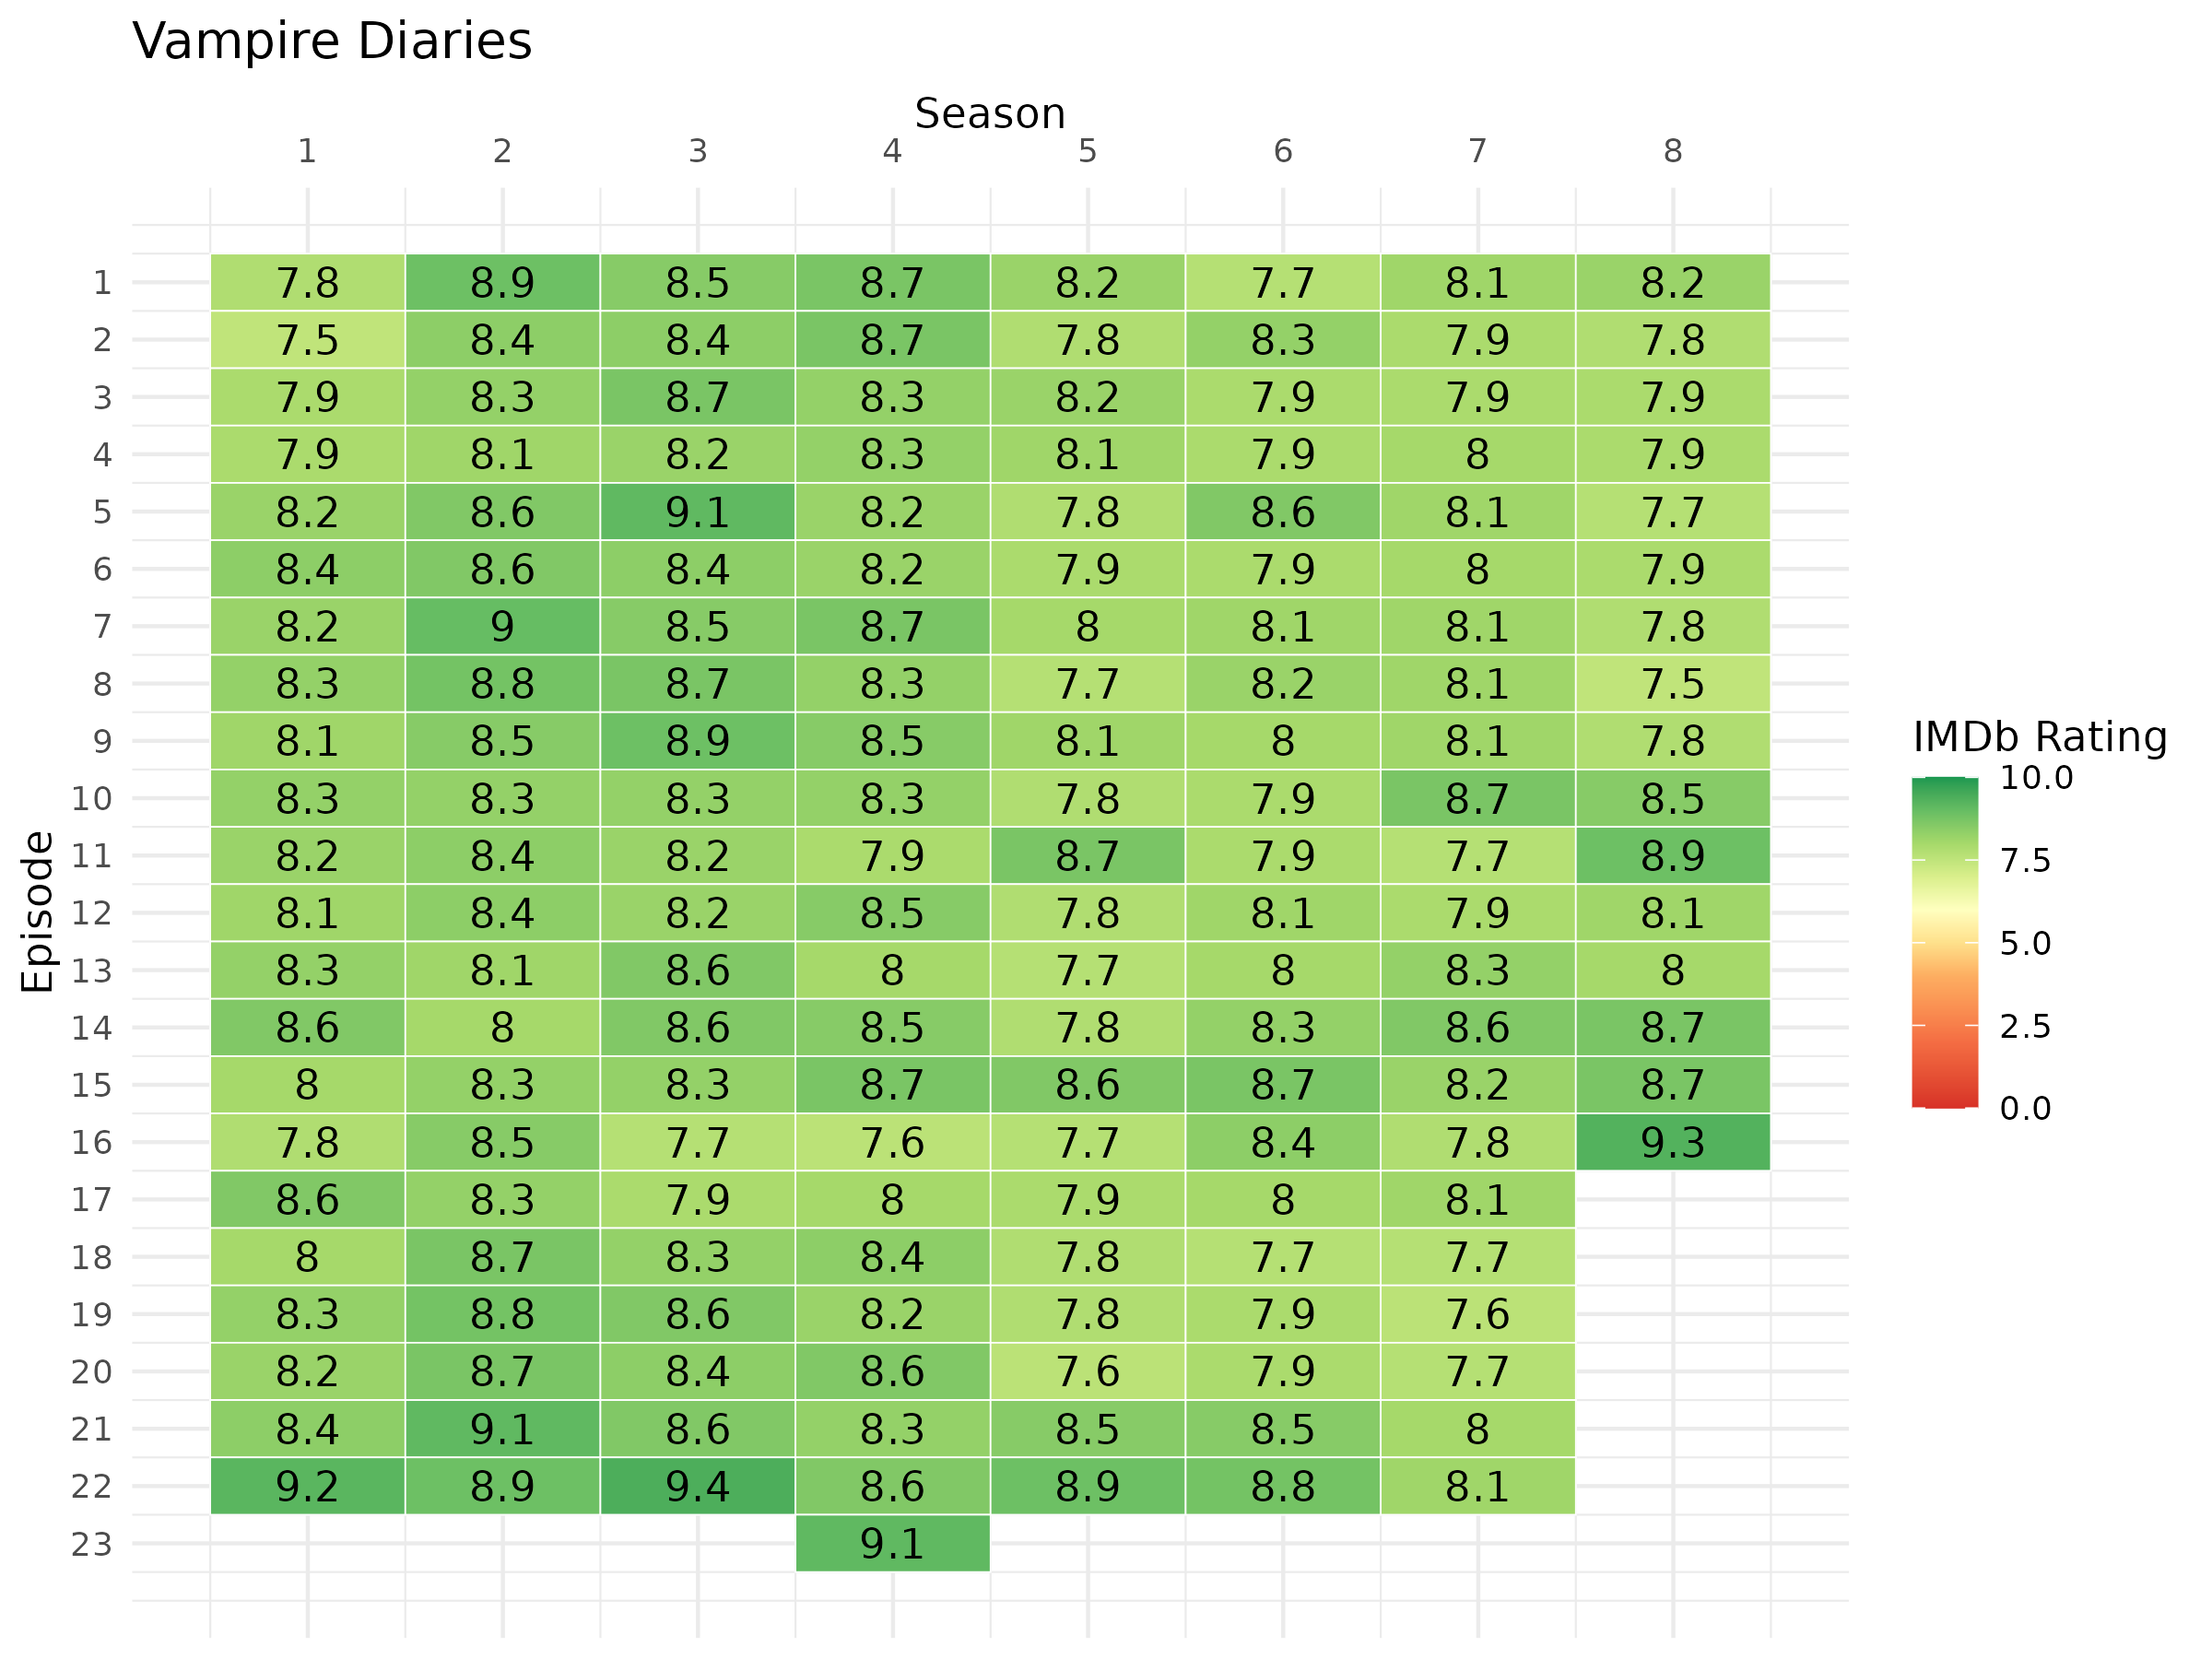 Vampire Diaries
Season
1 2 3 4 5 6 7 8
1 7.8 8.9 8.5 8.7 8.2 7.7 8.1 8.2
2 7.5 8.4 8.4 8.7 7.8 8.3 7.9 7.8
3 7.9 8.3 8.7 8.3 8.2 7.9 7.9 7.9
4 7.9 8.1 8.2 8.3 8.1 7.9 8 7.9
5 8.2 8.6 9.1 8.2 7.8 8.6 8.1 7.7
6 8.4 8.6 8.4 8.2 7.9 7.9 8 7.9
7 8.2 9 8.5 8.7 8 8.1 8.1 7.8
8 8.3 8.8 8.7 8.3 7.7 8.2 8.1 7.5
9 8.1 8.5 8.9 8.5 8.1 8 8.1 7.8
10 8.3 8.3 8.3 8.3 7.8 7.9 8.7 8.5
11 8.2 8.4 8.2 7.9 8.7 7.9 7.7 8.9
12 8.1 8.4 8.2 8.5 7.8 8.1 7.9 8.1
13 8.3 8.1 8.6 8 7.7 8 8.3 8
14 8.6 8 8.6 8.5 7.8 8.3 8.6 8.7
15 8 8.3 8.3 8.7 8.6 8.7 8.2 8.7
16 7.8 8.5 7.7 7.6 7.7 8.4 7.8 9.3
17 8.6 8.3 7.9 8 7.9 8 8.1
18 8 8.7 8.3 8.4 7.8 7.7 7.7
19 8.3 8.8 8.6 8.2 7.8 7.9 7.6
20 8.2 8.7 8.4 8.6 7.6 7.9 7.7
21 8.4 9.1 8.6 8.3 8.5 8.5 8
22 9.2 8.9 9.4 8.6 8.9 8.8 8.1
23 9.1
Episode
IMDb Rating
10.0
7.5
5.0
2.5
0.0